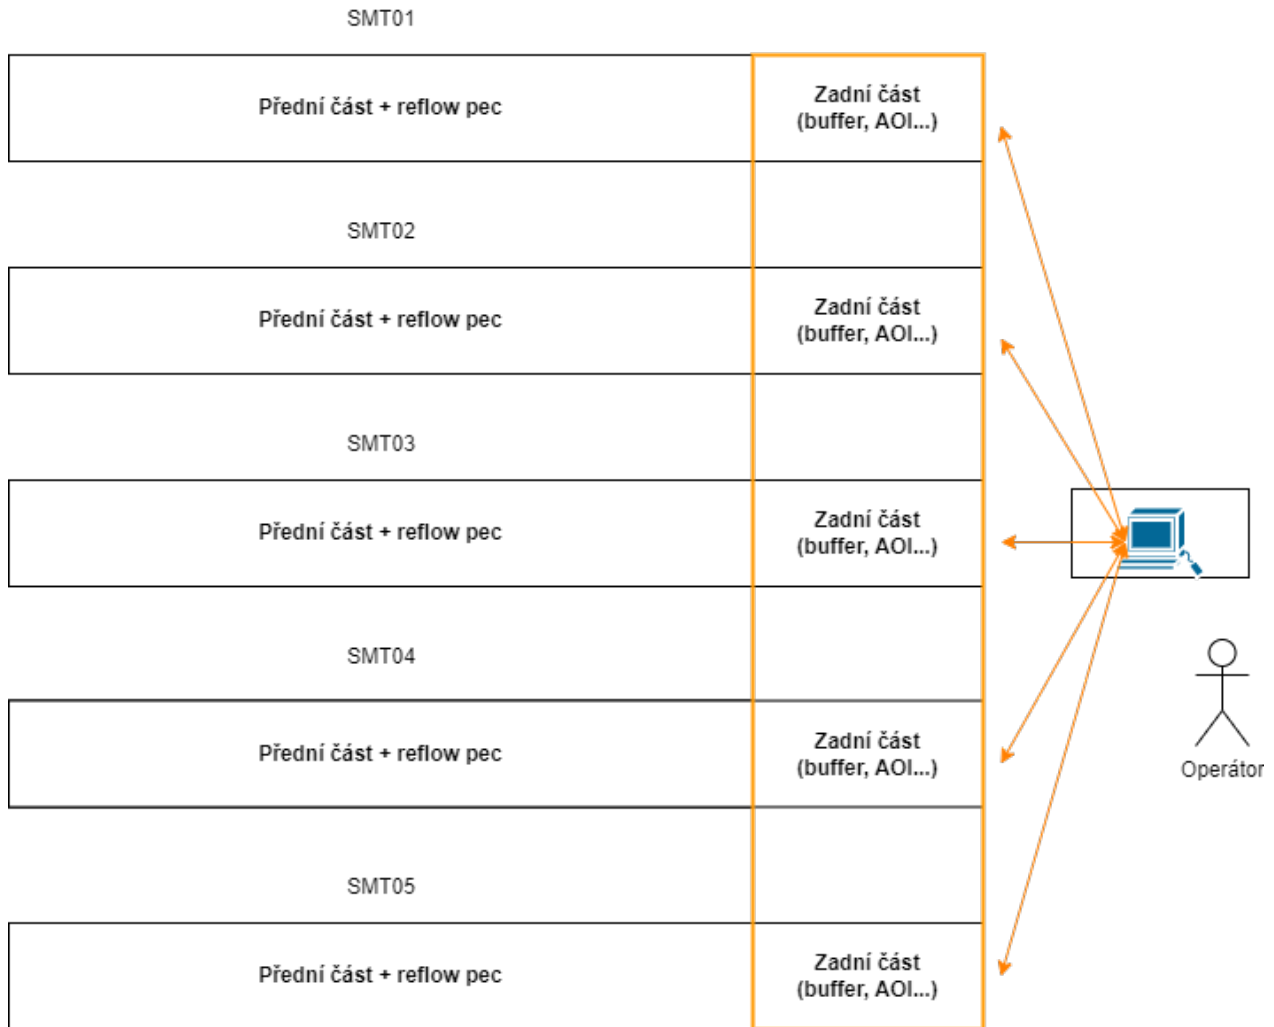 SMT01
Přední část + reflow pec
Zadní část
(buffer, AOI...)
SMT02
Přední část + reflow pec
Zadní část
(buffer, AOI...)
SMT03
Přední část + reflow pec
Zadní část
(buffer, AOI...)
SMT04
Přední část + reflow pec
Zadní část
(buffer, AOI...)
Operátor
SMT05
Přední část + reflow pec
Zadní část
(buffer, AOI...)